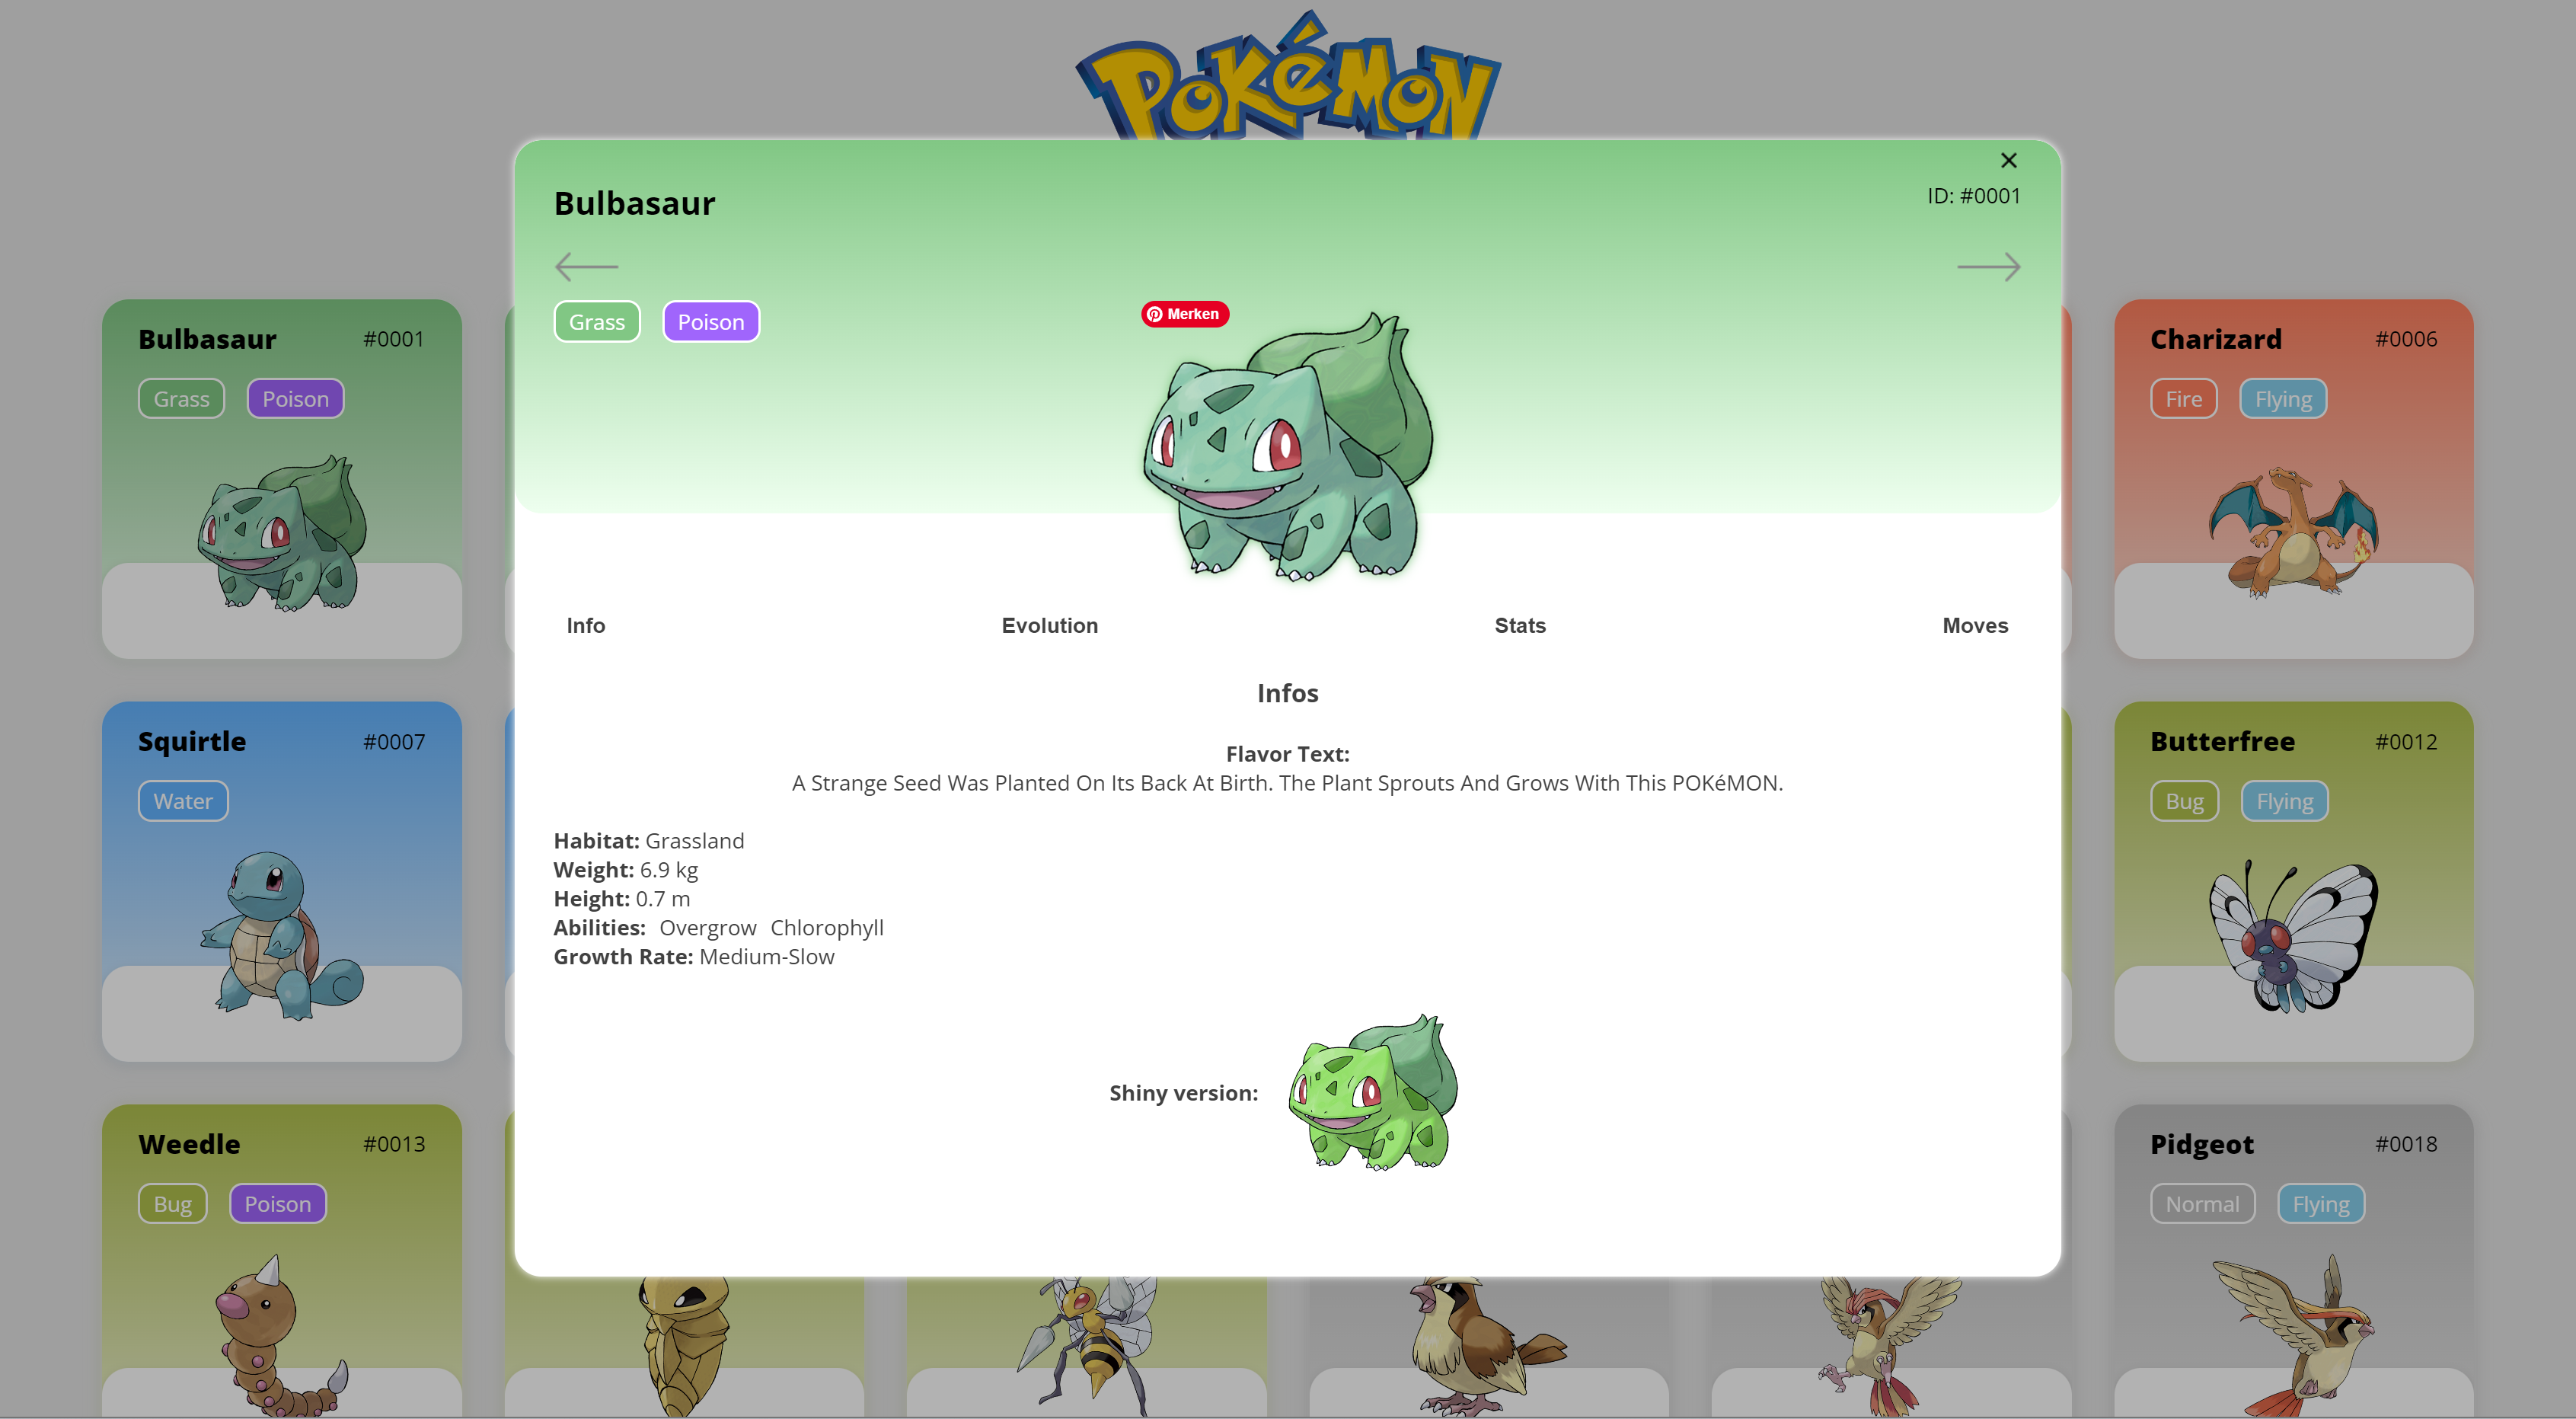 POKéMON
Bulbasaur
ID: #0001
Grass Poison
Merken
Info Evolution Stats Moves
Infos
Flavor Text:
A Strange Seed Was Planted On Its Back At Birth. The Plant Sprouts And Grows With This POKéMON.
Habitat: Grassland
Weight: 6.9 kg
Height: 0.7 m
Abilities: Overgrow Chlorophyll
Growth Rate: Medium-Slow
Shiny version:
Bulbasaur #0001
Grass Poison
Charizard #0006
Fire Flying
Squirtle #0007
Water
Butterfree #0012
Bug Flying
Weedle #0013
Bug Poison
Pidgeot #0018
Normal Flying